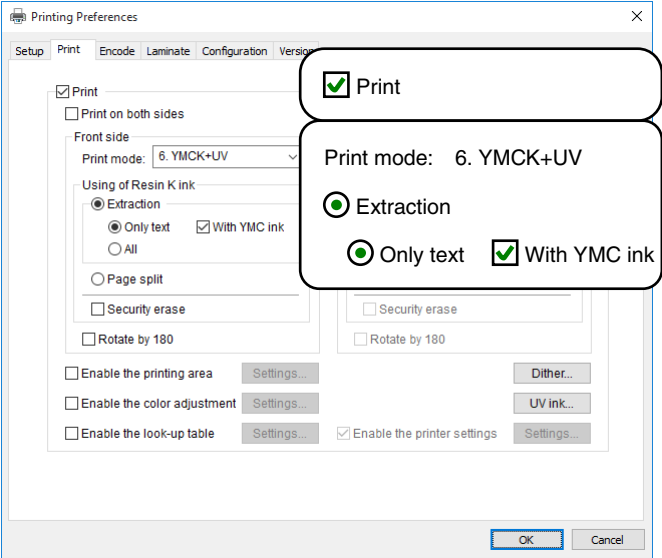 Printing Preferences
Setup Print Encode Laminate Configuration Version
Print
Print on both sides
Front side
Print mode: 6. YMCK+UV
Using of Resin K ink
Extraction
Only text With YMC ink
All
Page split
Security erase Security erase
Rotate by 180 Rotate by 180
Enable the printing area Settings... Dither...
Enable the color adjustment Settings... UV ink...
Enable the look-up table Settings... Enable the printer settings Settings...
OK Cancel
Print
Print mode: 6. YMCK+UV
Extraction
Only text With YMC ink